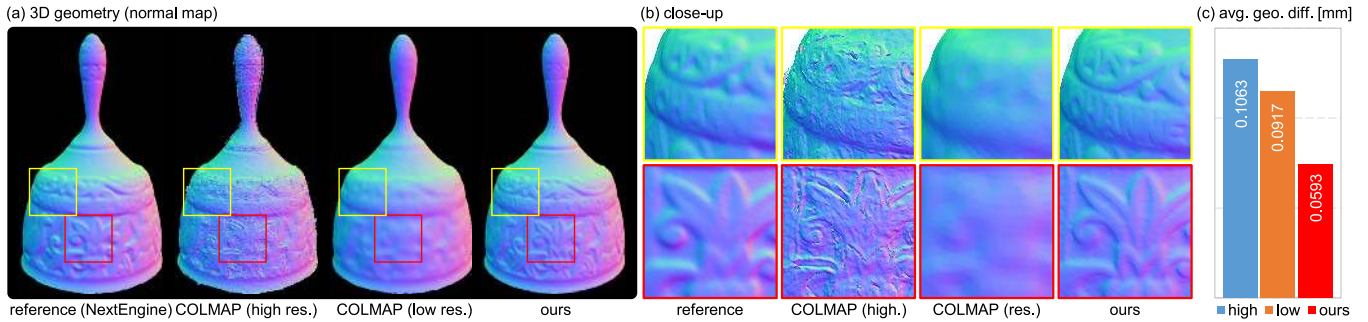 (a) 3D geometry (normal map)
reference (NextEngine) COLMAP (high res.) COLMAP (low res.) ours
(b) close-up
reference COLMAP (high.) COLMAP (res.) ours
(c) avg. geo. diff. [mm]
0.1063
0.0917
0.0593
high low ours